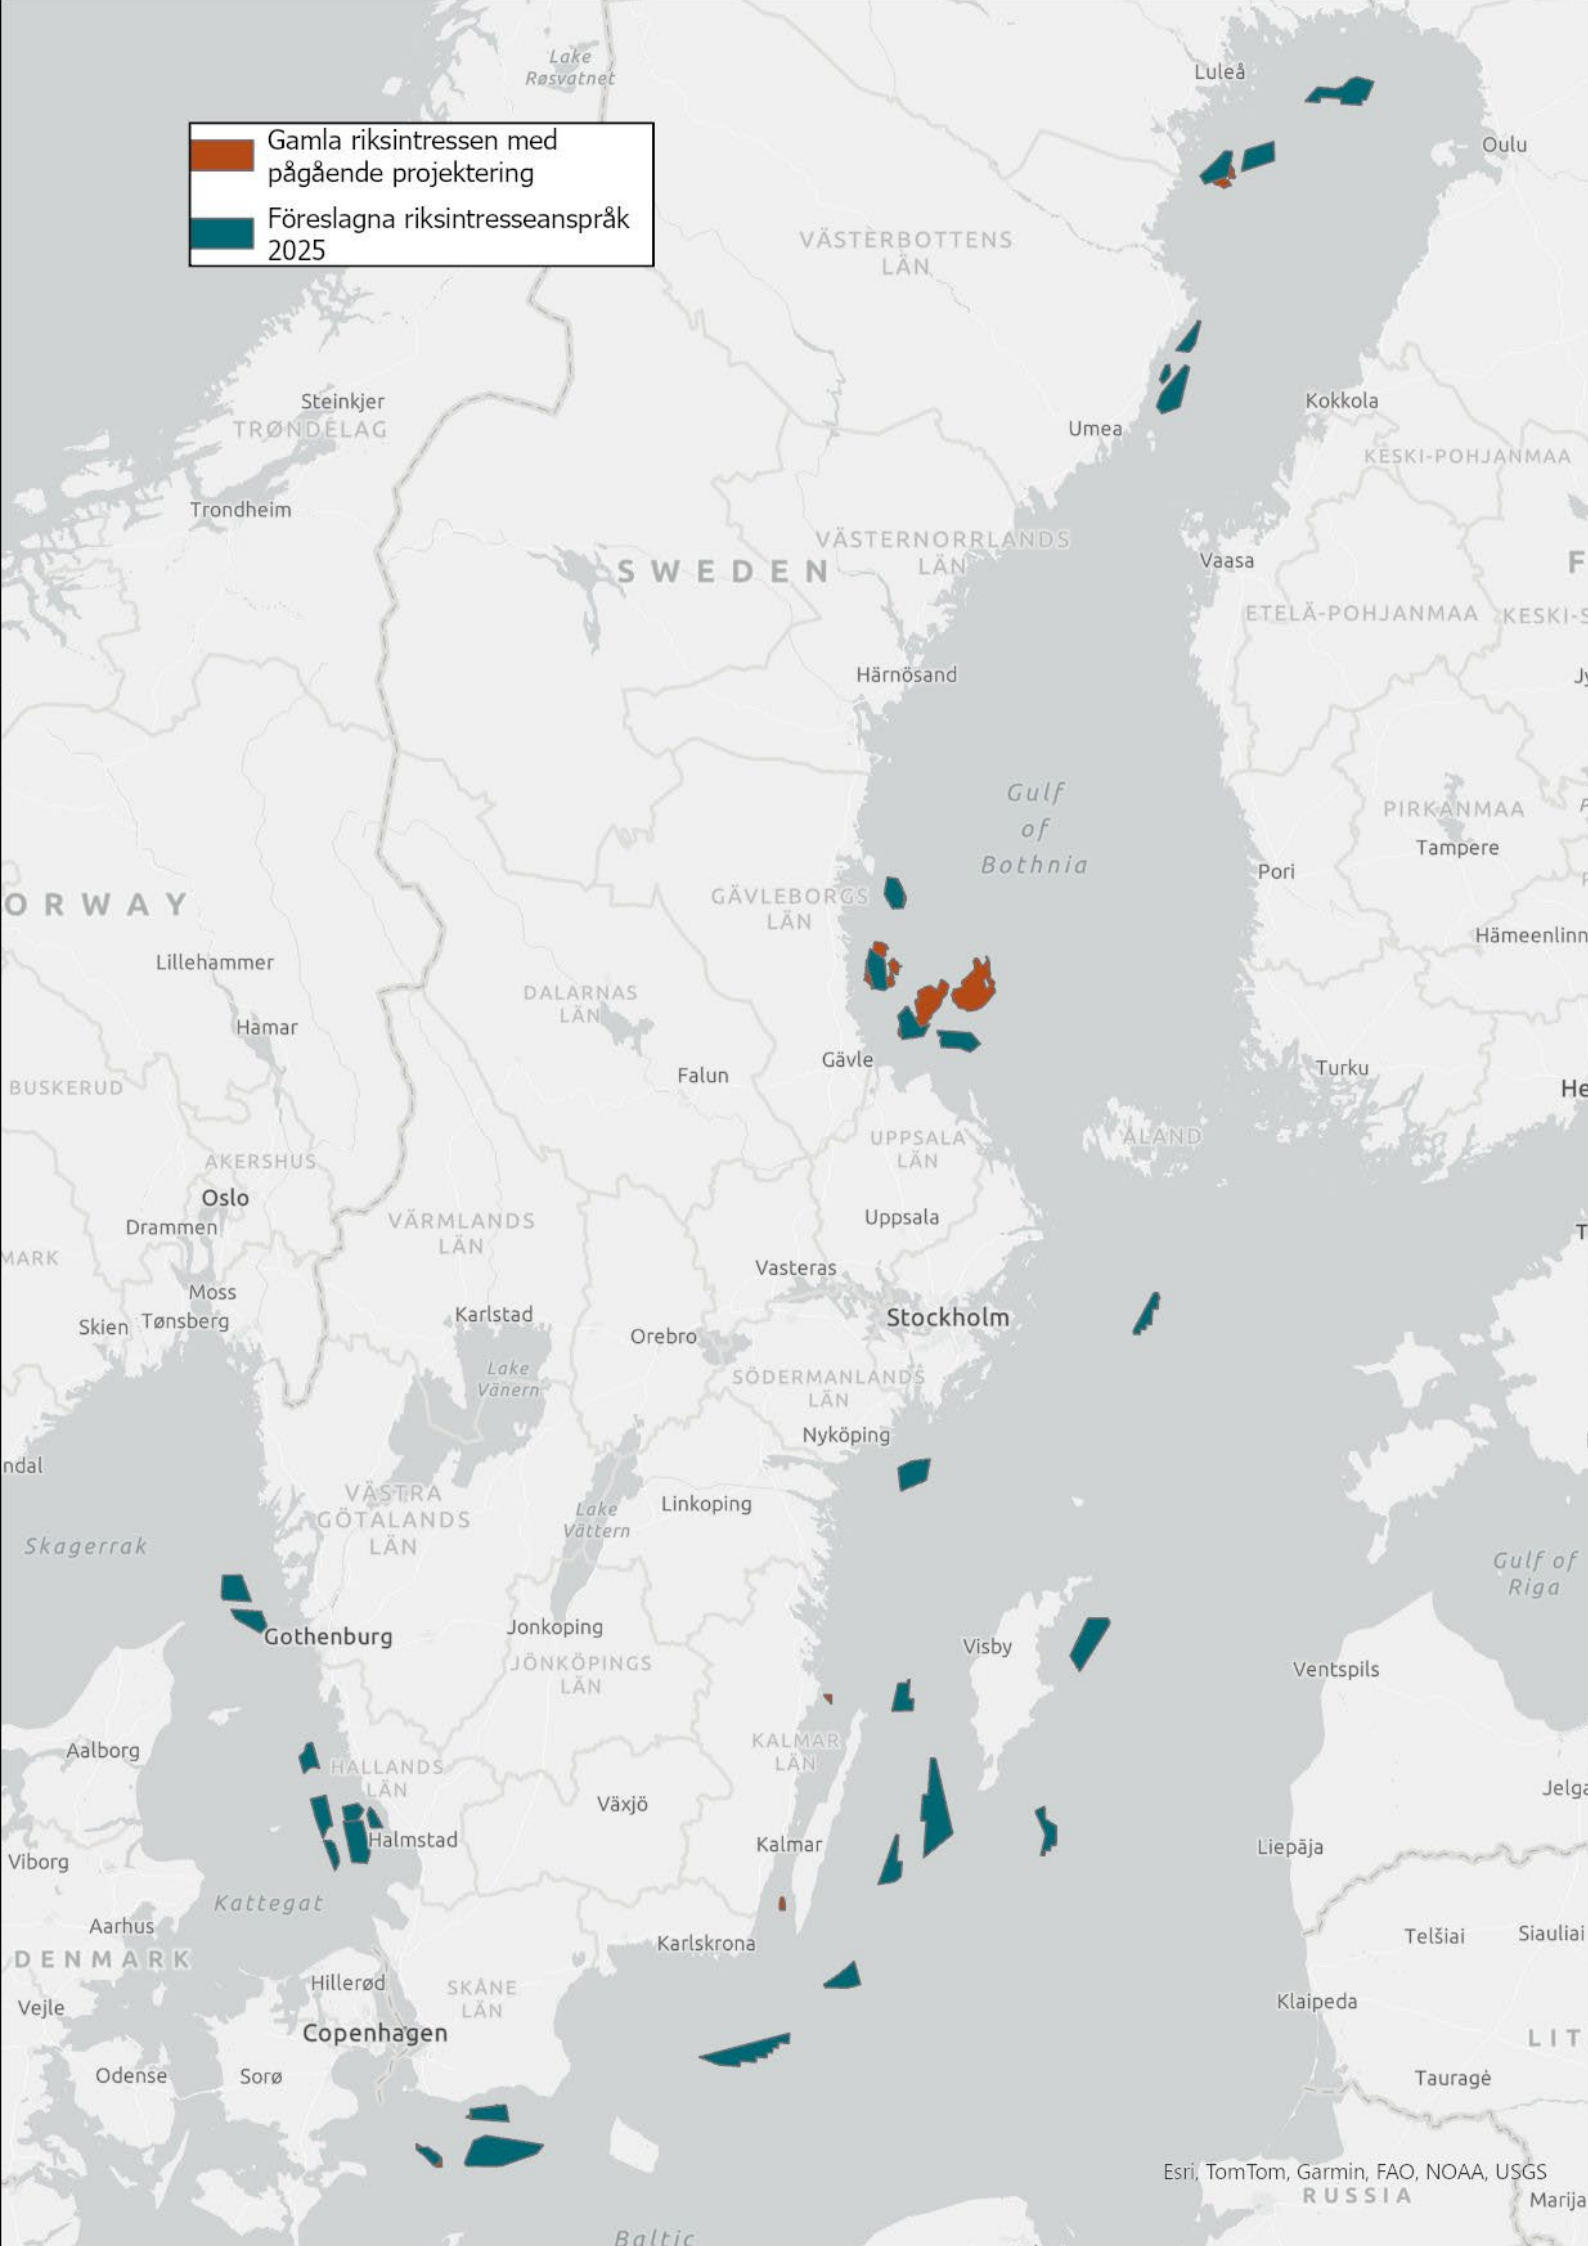 Lake
Røsvatnet
Luleå
Gamla riksintressen med
pågående projektering
Föreslagna riksintresseanspråk
2025
Oulu
VÄSTERBOTTENS
LÄN
Steinkjer
TRØNDELAG
Kokkola
Umea
KESKI-POHJANMAA
Trondheim
VÄSTERNORRLANDS
LÄN
SWEDEN
Vaasa
F
ETELÄ-POHJANMAA
KESKI-S
Härnösand
Jy
Gulf
of
Bothnia
PIRKANMAA
Tampere
Pori
GÄVLEBORGS
LÄN
ORWAY
Hämeenlinn
Lillehammer
DALARNAS
LÄN
Hamar
Gävle
Falun
Turku
BUSKERUD
He
UPPSALA
LÄN
ÅLAND
AKERSHUS
Oslo
Drammen
VÄRMLANDS
LÄN
Uppsala
T
MARK
Vasteras
Moss
Tønsberg
Skien
Karlstad
Stockholm
Orebro
Lake
Vänern
SÖDERMANLANDS
LÄN
Nyköping
ndal
VÄSTRA
GÖTALANDS
LÄN
Lake
Vättern
Linkoping
Skagerrak
Gulf of
Riga
Gothenburg
Jonkoping
Visby
JÖNKÖPINGS
LÄN
Ventspils
Aalborg
KALMAR
LÄN
HALLANDS
LÄN
Jelga
Växjö
Halmstad
Kalmar
Liepāja
Viborg
Kattegat
Aarhus
Karlskrona
Telšiai
Siauliai
DENMARK
Hillerød
SKÅNE
LÄN
Vejle
Klaipeda
Copenhagen
LIT
Odense
Sorø
Tauragė
Esri, TomTom, Garmin, FAO, NOAA, USGS
RUSSIA
Marija
Baltic